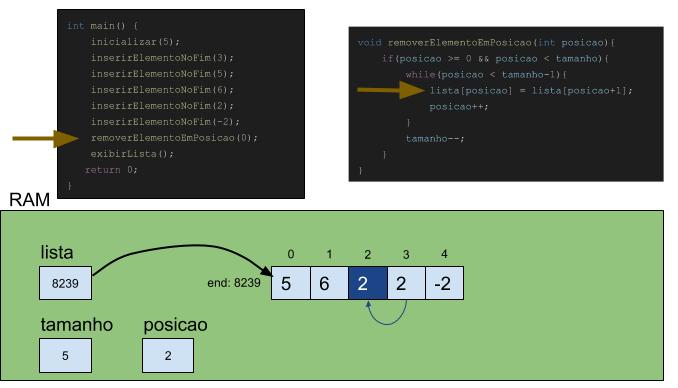 int main() {
inicializar(5);
inserirElementoNoFim(3);
inserirElementoNoFim(5);
inserirElementoNoFim(6);
inserirElementoNoFim(2);
inserirElementoNoFim(-2);
removerElementoEmPosicao(0);
exibirLista();
return 0;
}
void removerElementoEmPosicao(int posicao){
if(posicao >= 0 && posicao < tamanho){
while(posicao < tamanho-1){
lista[posicao] = lista[posicao+1];
posicao++;
}
tamanho--;
}
}
RAM
lista
8239
end: 8239
0 1 2 3 4
5 6 2 2 -2
tamanho posicao
5 2